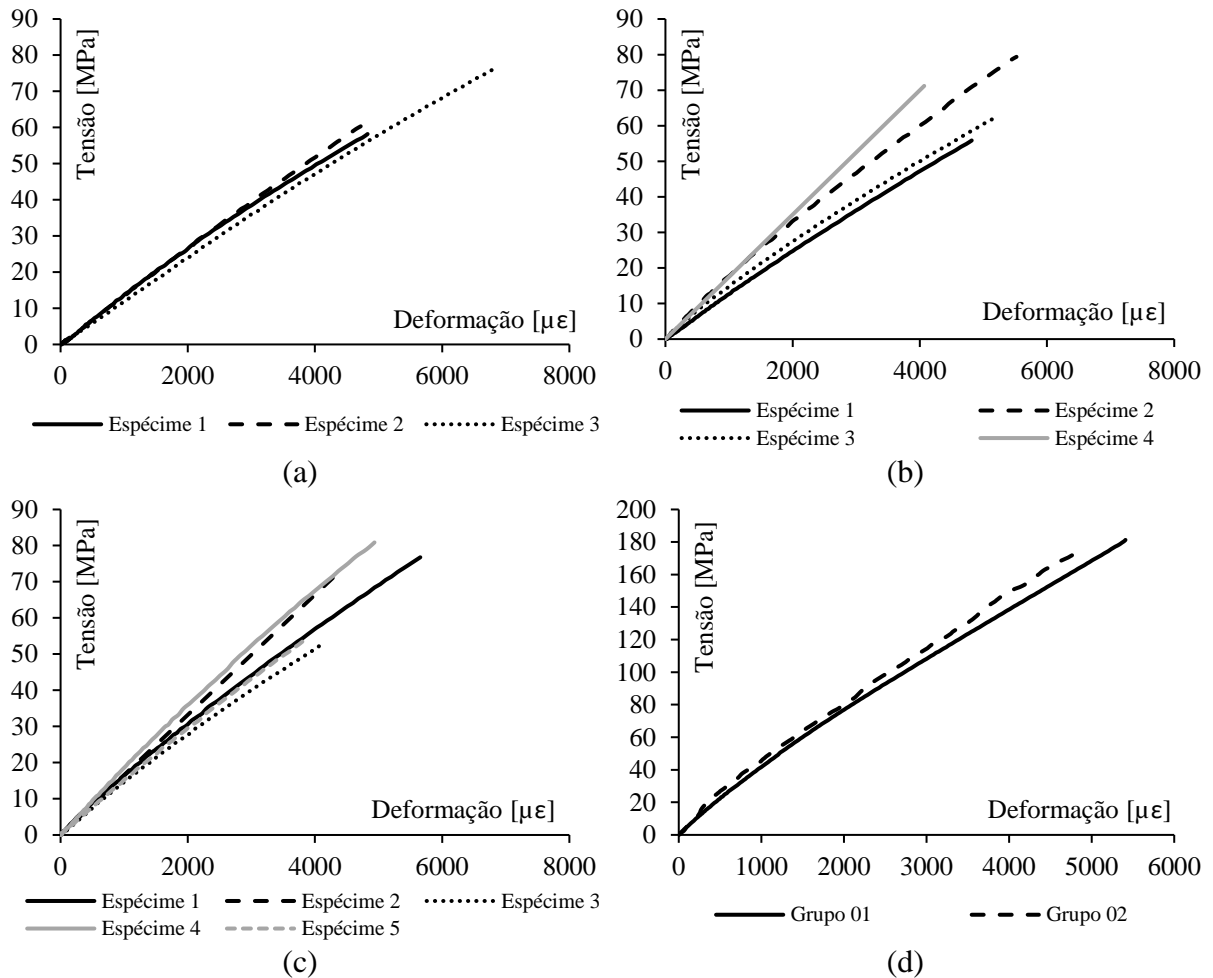 90
80
70
60
50
40
30
20
10
0
Tensão [MPa]
Deformação [με]
0 2000 4000 6000 8000
Espécime 1 Espécime 2 Espécime 3
(a)
90
80
70
60
50
40
30
20
10
0
Tensão [MPa]
Deformação [με]
0 2000 4000 6000 8000
Espécime 1 Espécime 2
Espécime 3 Espécime 4
(b)
90
80
70
60
50
40
30
20
10
0
Tensão [MPa]
Deformação [με]
0 2000 4000 6000 8000
Espécime 1 Espécime 2 Espécime 3
Espécime 4 Espécime 5
(c)
200
180
160
140
120
100
80
60
40
20
0
Tensão [MPa]
Deformação [με]
0 1000 2000 3000 4000 5000 6000
Grupo 01 Grupo 02
(d)